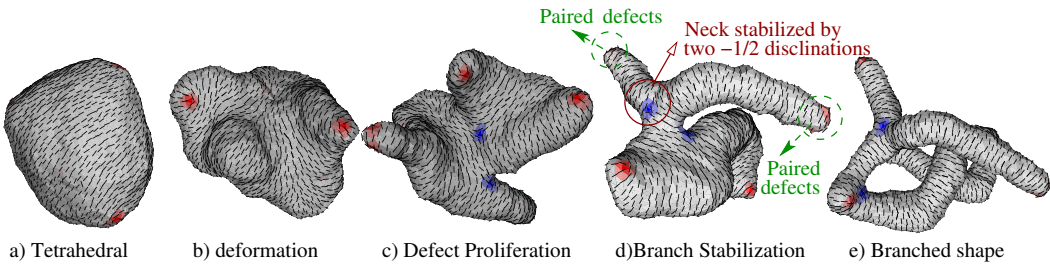 Paired defects
Neck stabilized by
two −1/2 disclinations
Paired
defects
a) Tetrahedral
b) deformation
c) Defect Proliferation
d)Branch Stabilization
e) Branched shape